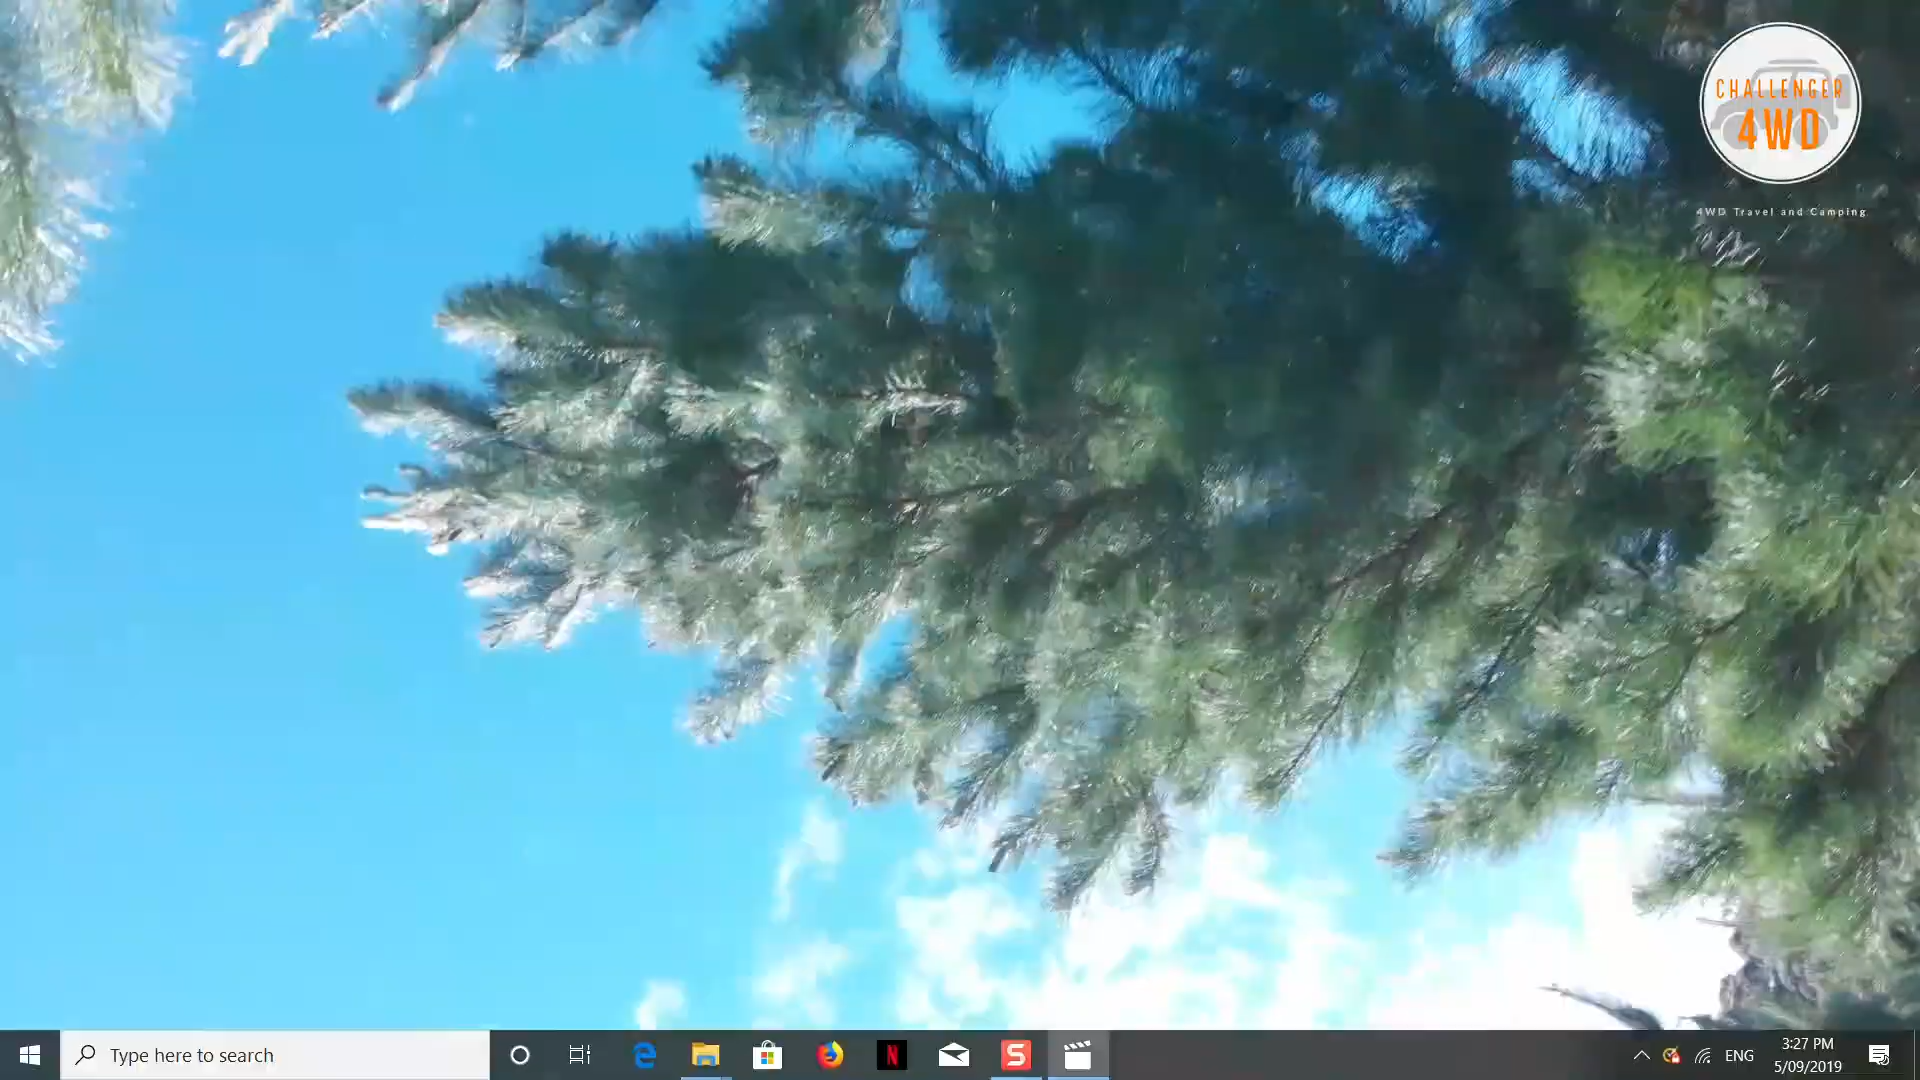 CHALLENGER
4WD
4WD Travel and Camping
Type here to search
N
S
ENG
3:27 PM
5/09/2019